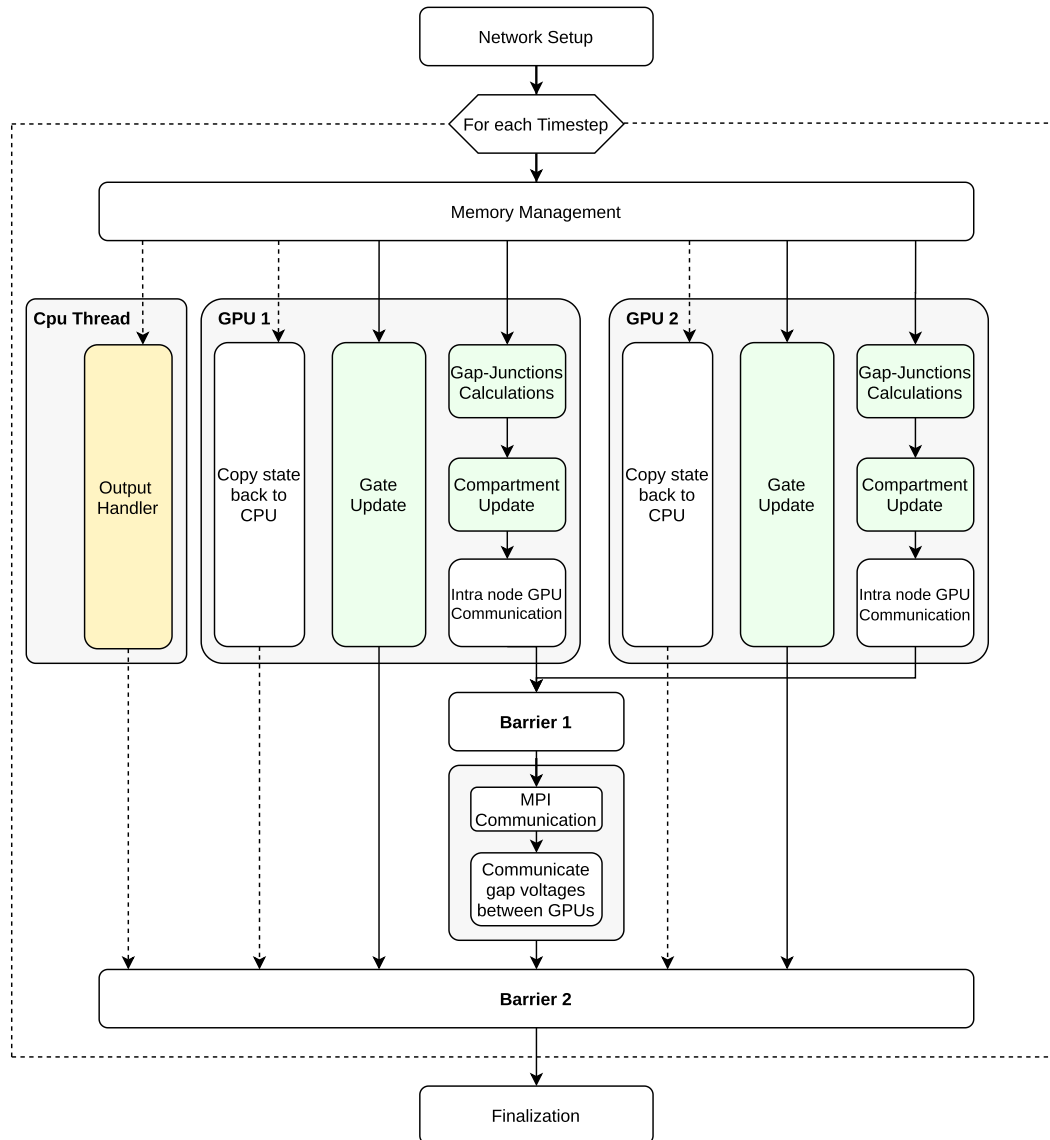 Network Setup
For each Timestep
Memory Management
Cpu Thread
Output
Handler
GPU 1
Copy state
back to
CPU
Gate
Update
Gap-Junctions
Calculations
Compartment
Update
Intra node GPU
Communication
GPU 2
Copy state
back to
CPU
Gate
Update
Gap-Junctions
Calculations
Compartment
Update
Intra node GPU
Communication
Barrier 1
MPI
Communication
Communicate
gap voltages
between GPUs
Barrier 2
Finalization